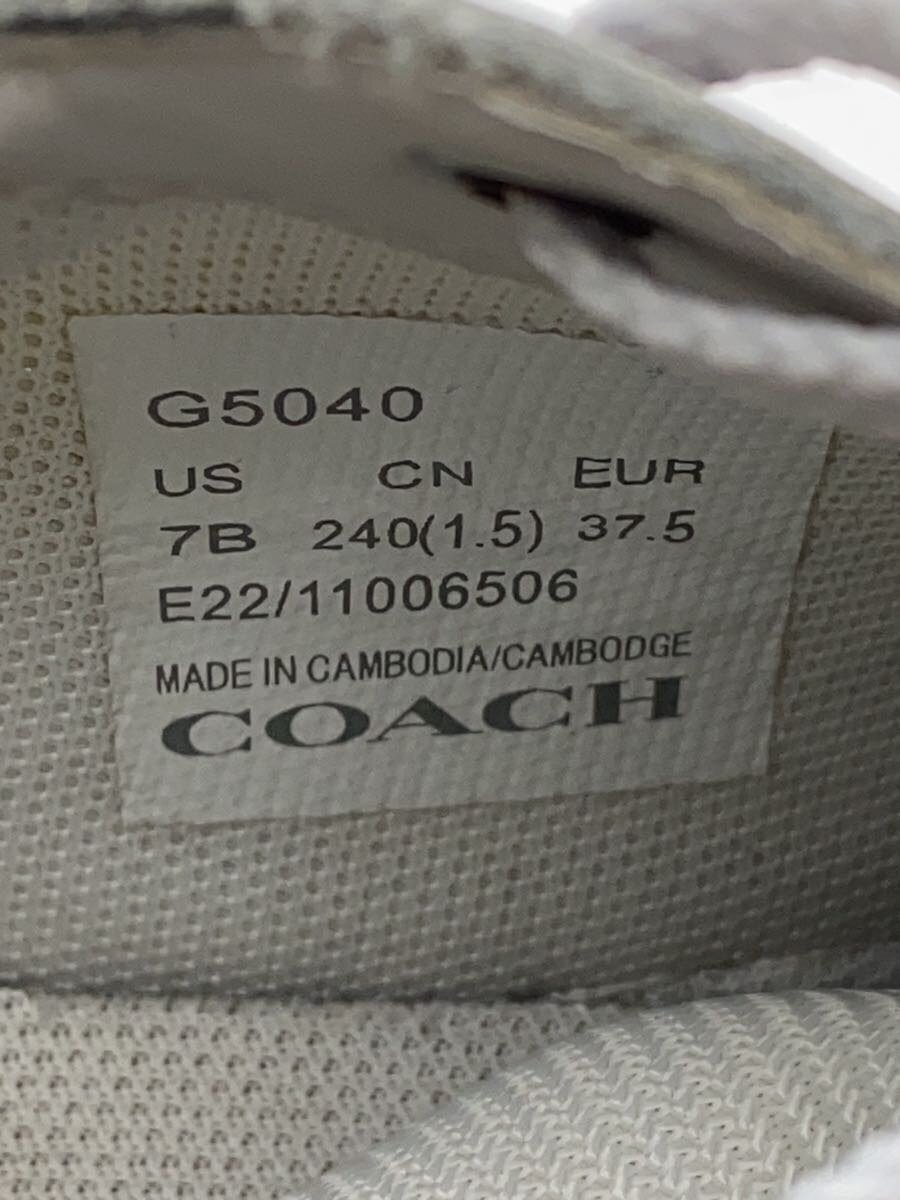 G5040
US CN EUR
7B 240(1.5) 37.5
E22/11006506
MADE IN CAMBODIA/CAMBODGE
COACH